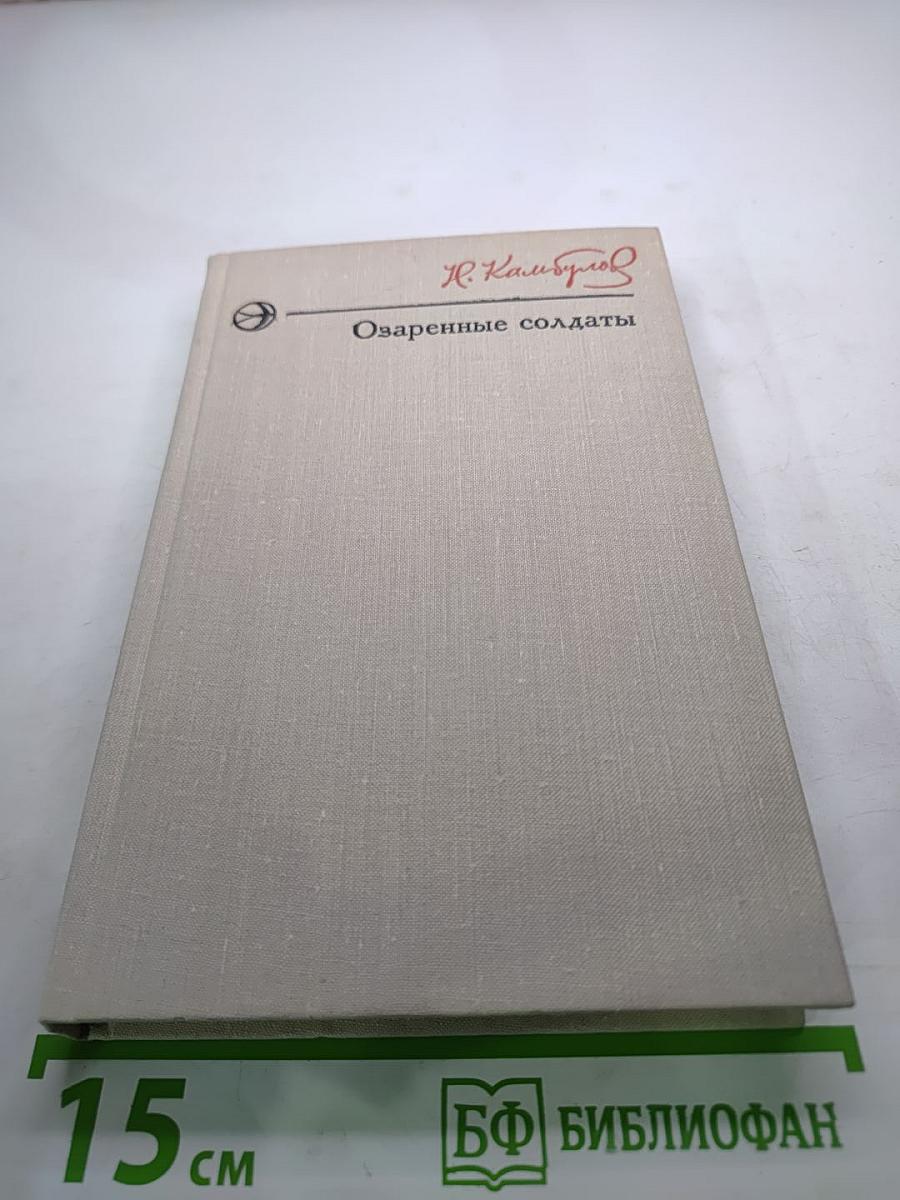 Н. Камбулов
Озаренные солдаты
15 см
БФ БИБЛИОФАН